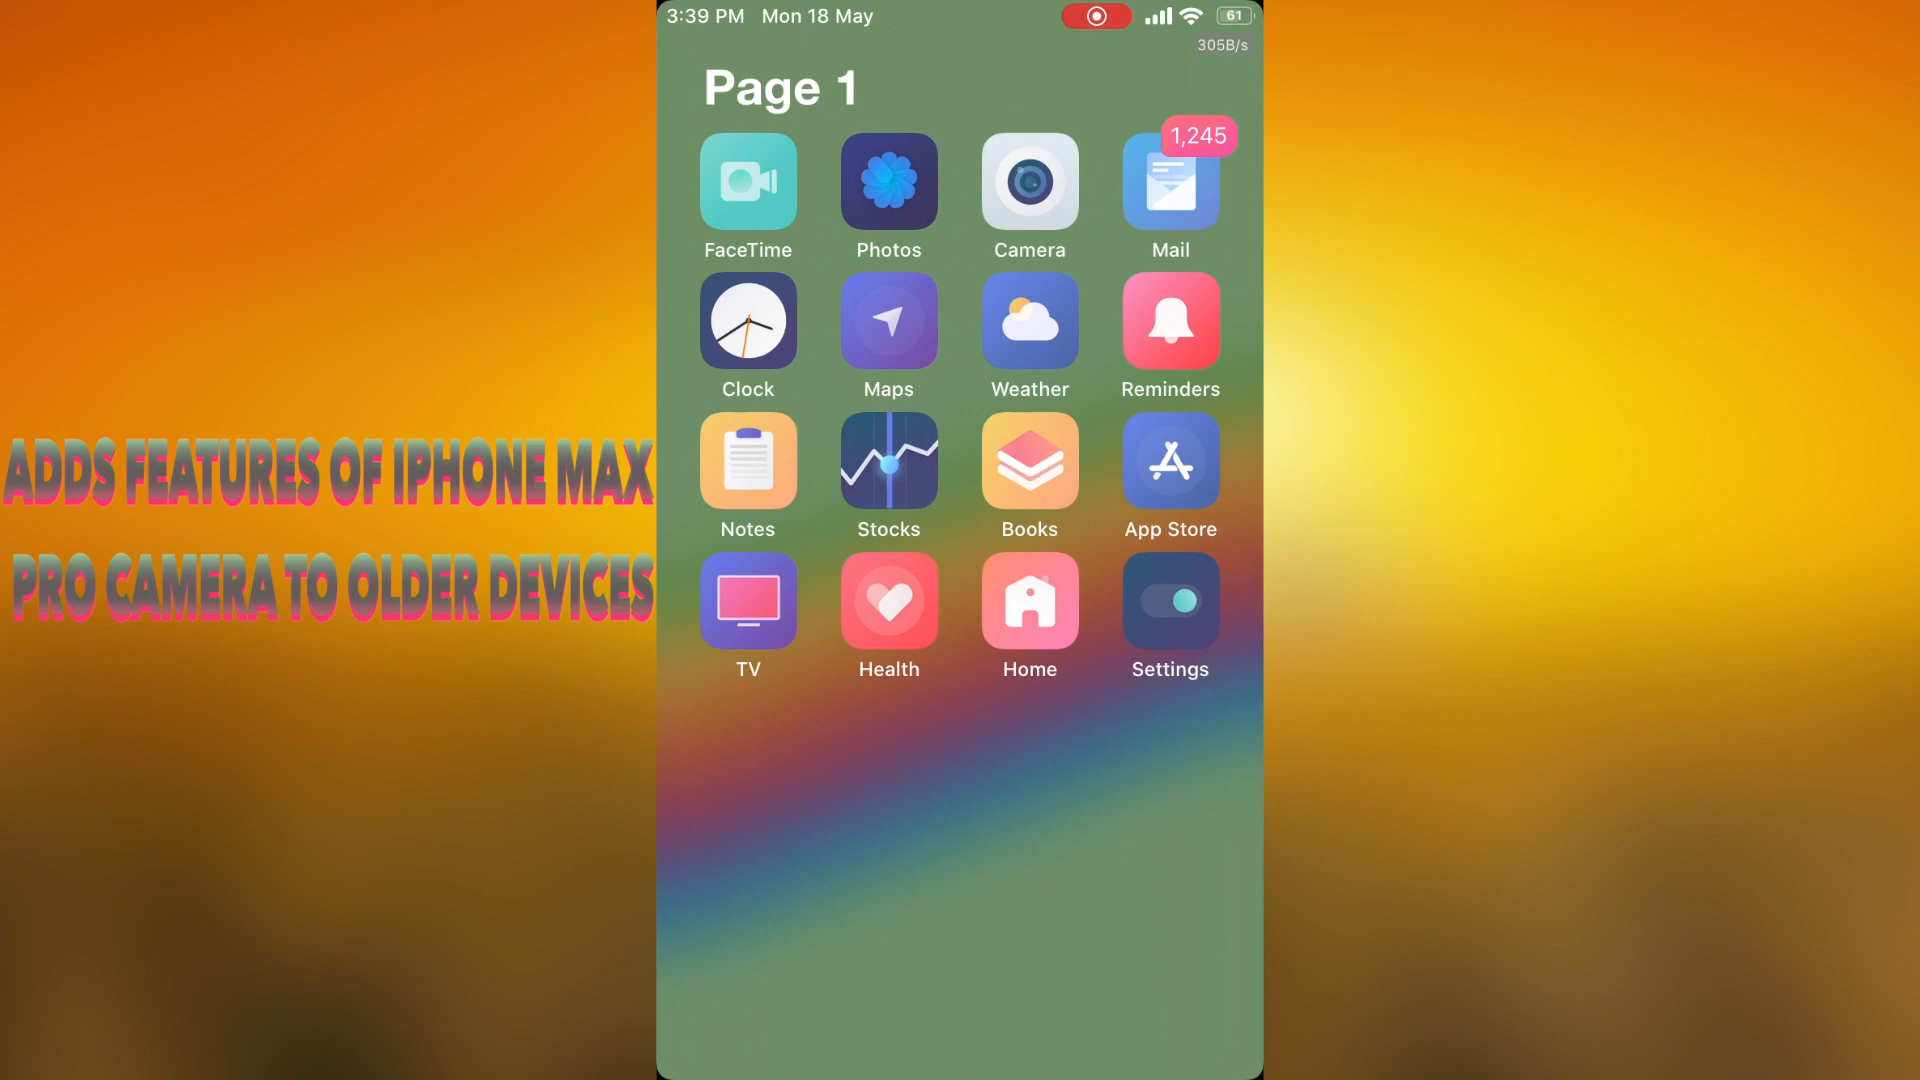 3:39 PM Mon 18 May 61
305B/s
Page 1
1,245
FaceTime Photos Camera Mail
Clock Maps Weather Reminders
Notes Stocks Books App Store
TV Health Home Settings
ADDS FEATURES OF IPHONE MAX
PRO CAMERA TO OLDER DEVICES